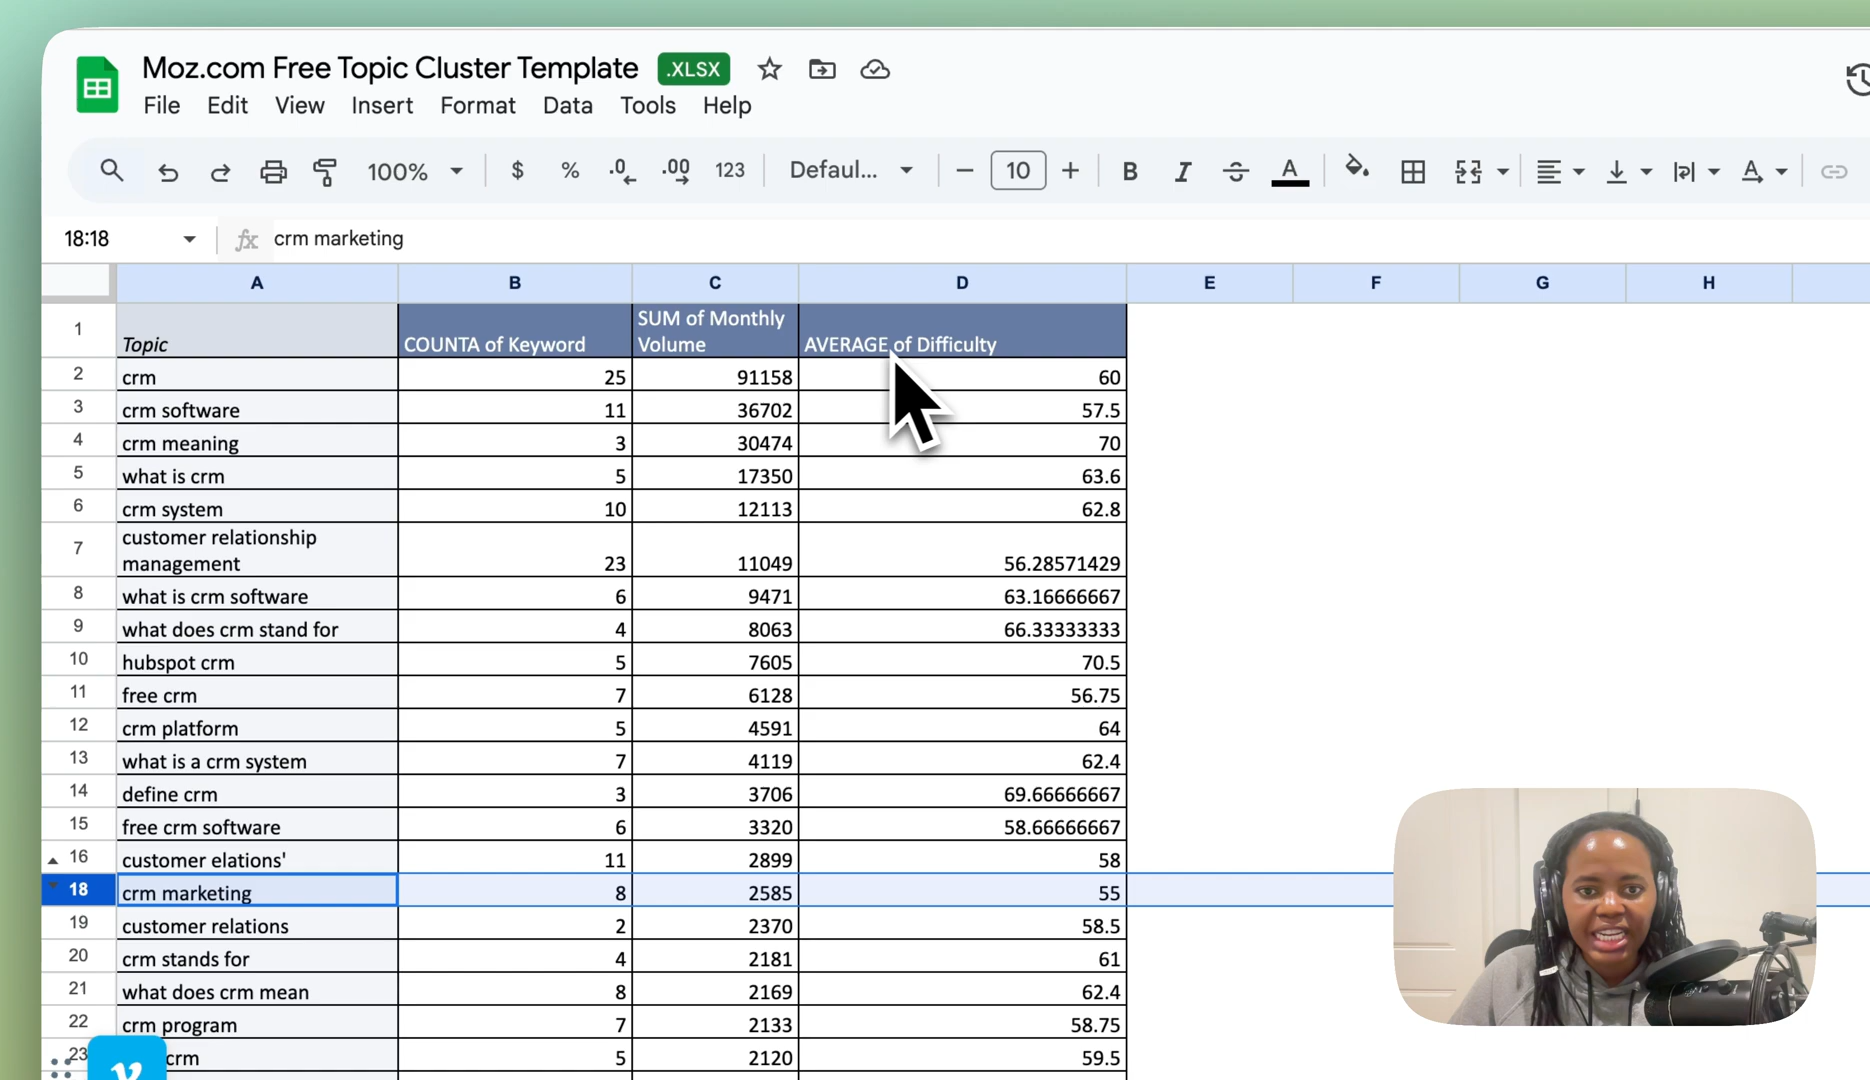 Moz.com Free Topic Cluster Template .XLSX
File Edit View Insert Format Data Tools Help
100% $ % .0 .00 123 Defaul... 10 B I S A A
18:18 fx crm marketing
A B C D E F G H
1 Topic COUNTA of Keyword SUM of Monthly Volume AVERAGE of Difficulty
2 crm 25 91158 60
3 crm software 11 36702 57.5
4 crm meaning 3 30474 70
5 what is crm 5 17350 63.6
6 crm system 10 12113 62.8
7 customer relationship management 23 11049 56.28571429
8 what is crm software 6 9471 63.16666667
9 what does crm stand for 4 8063 66.33333333
10 hubspot crm 5 7605 70.5
11 free crm 7 6128 56.75
12 crm platform 5 4591 64
13 what is a crm system 7 4119 62.4
14 define crm 3 3706 69.66666667
15 free crm software 6 3320 58.66666667
16 customer elations' 11 2899 58
18 crm marketing 8 2585 55
19 customer relations 2 2370 58.5
20 crm stands for 4 2181 61
21 what does crm mean 8 2169 62.4
22 crm program 7 2133 58.75
23 crm 5 2120 59.5